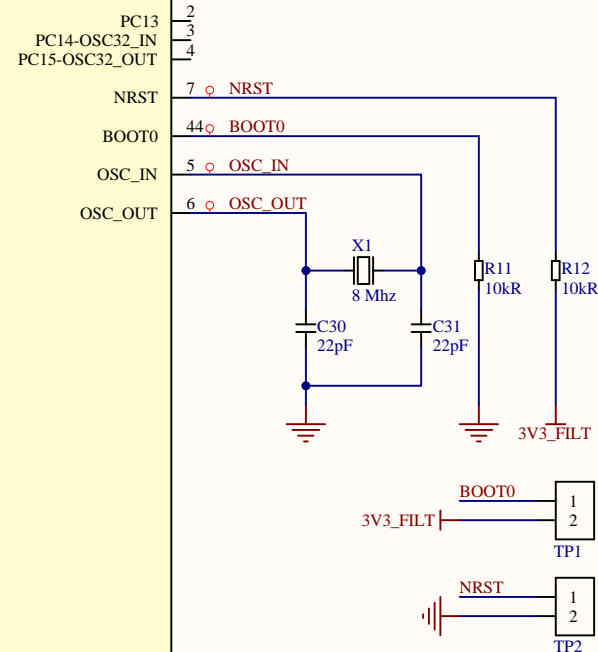 PC13 2
PC14-OSC32_IN 3
PC15-OSC32_OUT 4
NRST 7 NRST
BOOT0 44 BOOT0
OSC_IN 5 OSC_IN
OSC_OUT 6 OSC_OUT
X1
8 Mhz
R11
10kR
R12
10kR
C30
22pF
C31
22pF
3V3_FILT
BOOT0 1
3V3_FILT 2
TP1
NRST 1
2
TP2